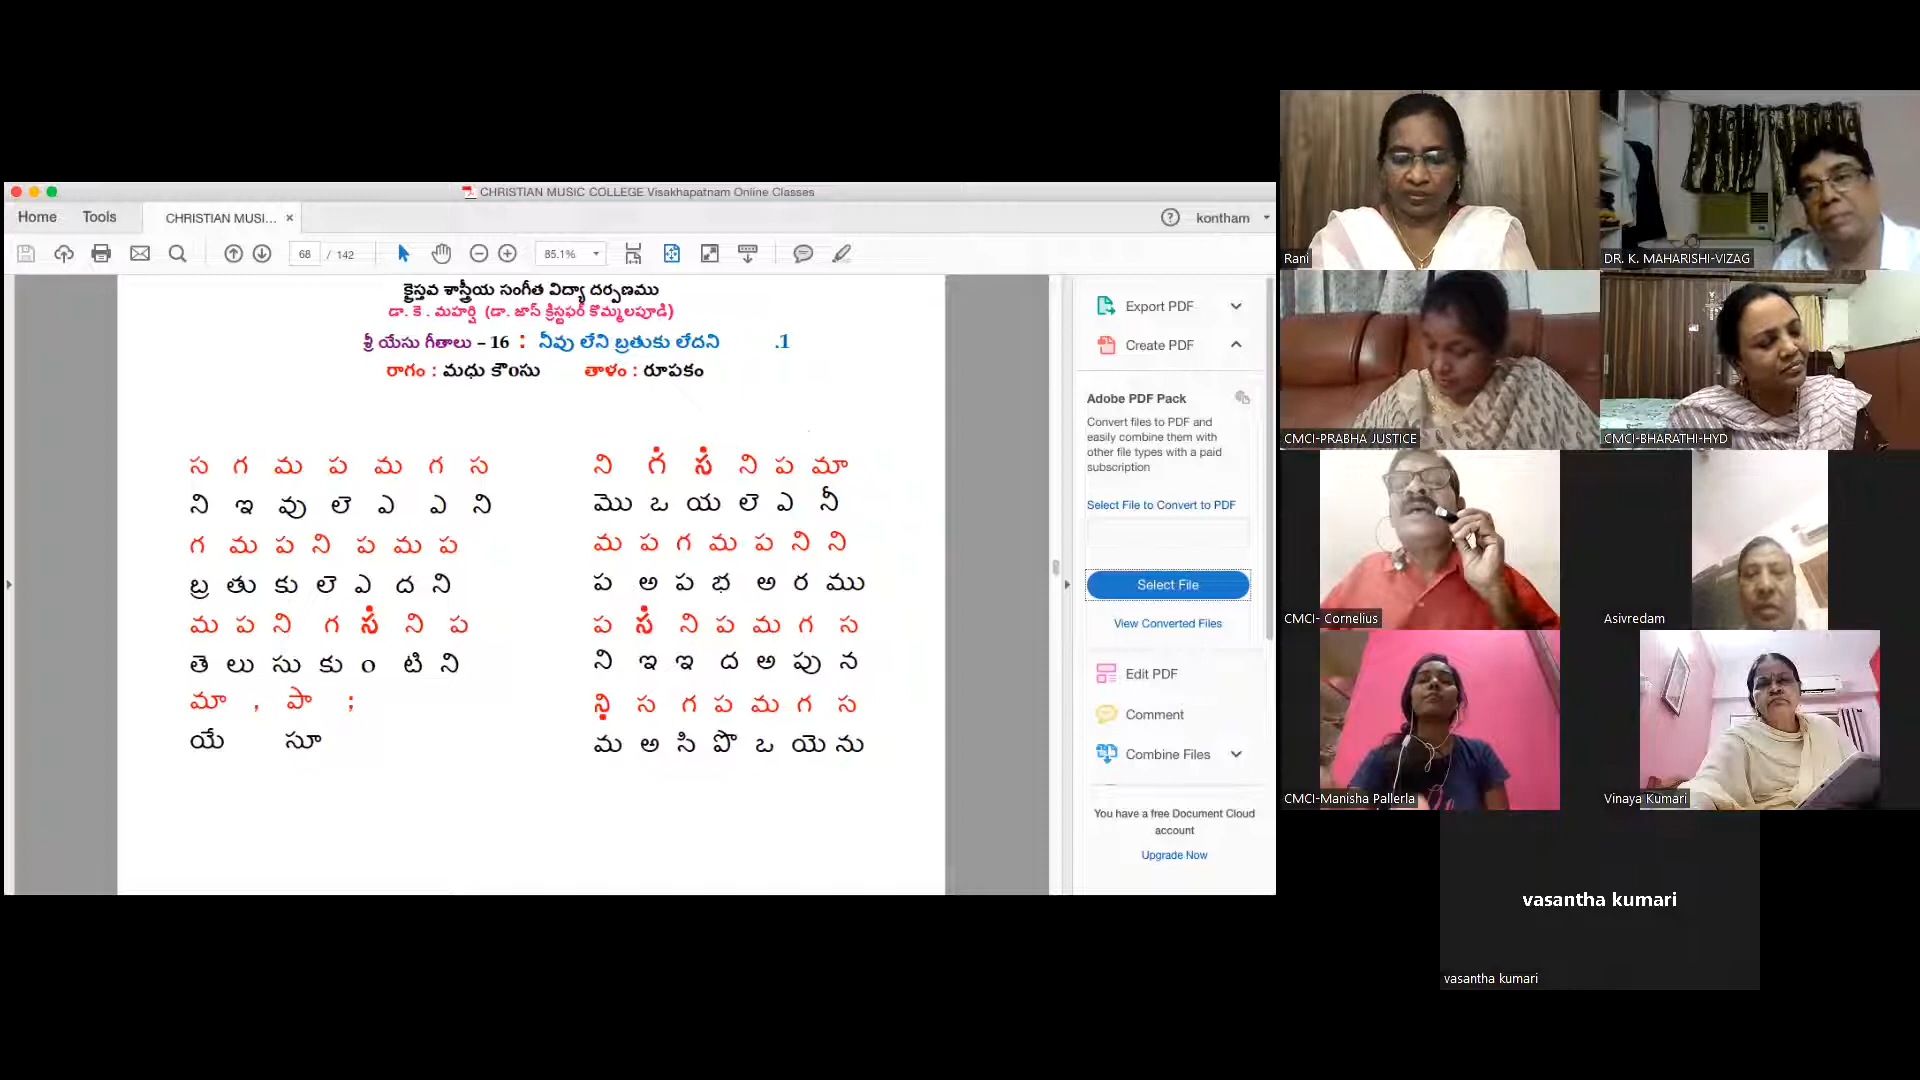 CHRISTIAN MUSIC COLLEGE Visakhapatnam Online Classes
Home Tools CHRISTIAN MUSI... × kontham
68 / 142 85.1%
క్రైస్తవ శాస్త్రీయ సంగీత విద్యా దర్పణము
డా. కె . మహర్షి (డా. జాస్ క్రిస్టఫర్ కొమ్మలపూడి)
శ్రీ యేసు గీతాలు – 16 : నీవు లేని బ్రతుకు లేదని .1
రాగం : మధు కౌంసు తాళం : రూపకం
స గ మ ప మ గ స
ని ఇ వు లె ఎ ఎ ని
గ మ ప ని ప మ ప
బ్ర తు కు లె ఎ ద ని
మ ప ని గ స ని ప
తె లు సు కు ం టి ని
మా , పా ;
యే సూ
ని గ స ని ప మా
మొ ఒ య లె ఎ నీ
మ ప గ మ ప ని ని
ప అ ప భ అ ర ము
ప స ని ప మ గ స
ని ఇ ఇ ద అ పు న
ని స గ ప మ గ స
మ అ సి పొ ఒ యె ను
Export PDF
Create PDF
Adobe PDF Pack
Convert files to PDF and
easily combine them with
other file types with a paid
subscription
Select File to Convert to PDF
Select File
View Converted Files
Edit PDF
Comment
Combine Files
You have a free Document Cloud
account
Upgrade Now
Rani
DR. K. MAHARISHI-VIZAG
CMCI-PRABHA JUSTICE
CMCI-BHARATHI-HYD
CMCI- Cornelius
Asivredam
CMCI-Manisha Pallerla
Vinaya Kumari
vasantha kumari
vasantha kumari